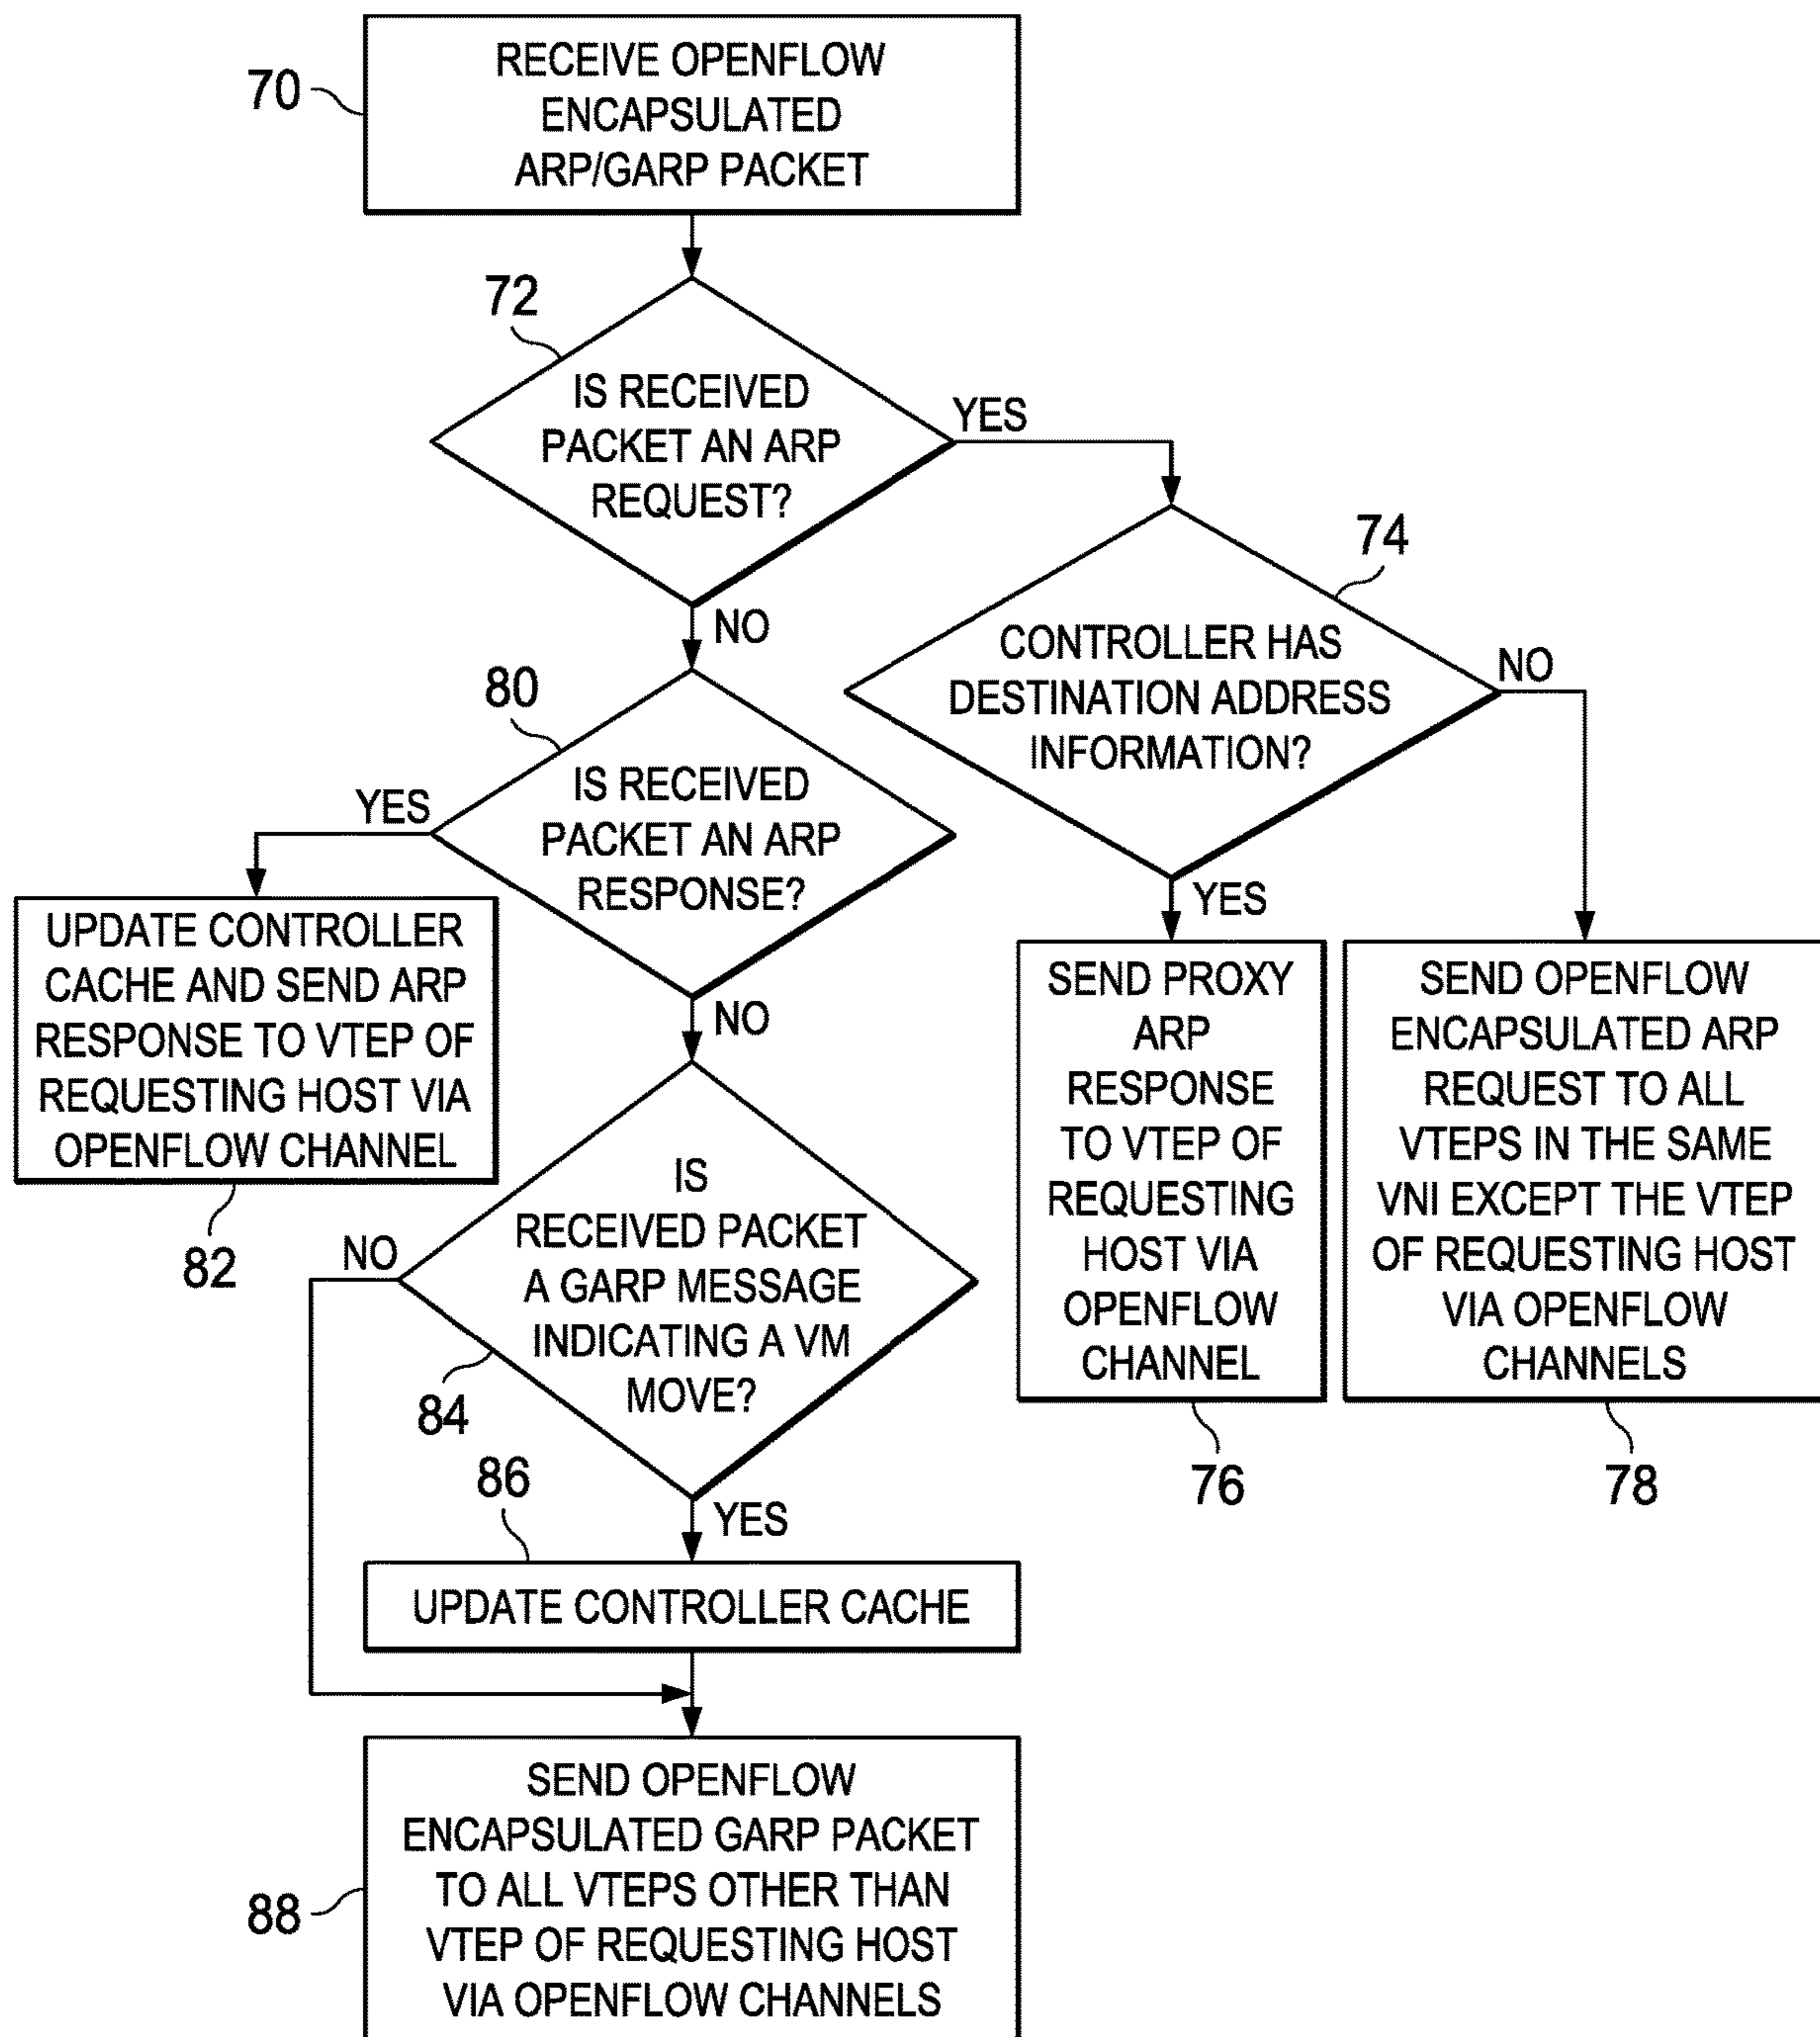 RECEIVE OPENFLOW
ENCAPSULATED
ARP/GARP PACKET
70
72
IS RECEIVED
PACKET AN ARP
REQUEST?
YES
NO
74
CONTROLLER HAS
DESTINATION ADDRESS
INFORMATION?
NO
YES
80
IS RECEIVED
PACKET AN ARP
RESPONSE?
YES
NO
UPDATE CONTROLLER
CACHE AND SEND ARP
RESPONSE TO VTEP OF
REQUESTING HOST VIA
OPENFLOW CHANNEL
82
SEND PROXY
ARP
RESPONSE
TO VTEP OF
REQUESTING
HOST VIA
OPENFLOW
CHANNEL
76
SEND OPENFLOW
ENCAPSULATED ARP
REQUEST TO ALL
VTEPS IN THE SAME
VNI EXCEPT THE VTEP
OF REQUESTING HOST
VIA OPENFLOW
CHANNELS
78
IS
RECEIVED PACKET
A GARP MESSAGE
INDICATING A VM
MOVE?
NO
84
YES
86
UPDATE CONTROLLER CACHE
SEND OPENFLOW
ENCAPSULATED GARP PACKET
TO ALL VTEPS OTHER THAN
VTEP OF REQUESTING HOST
VIA OPENFLOW CHANNELS
88